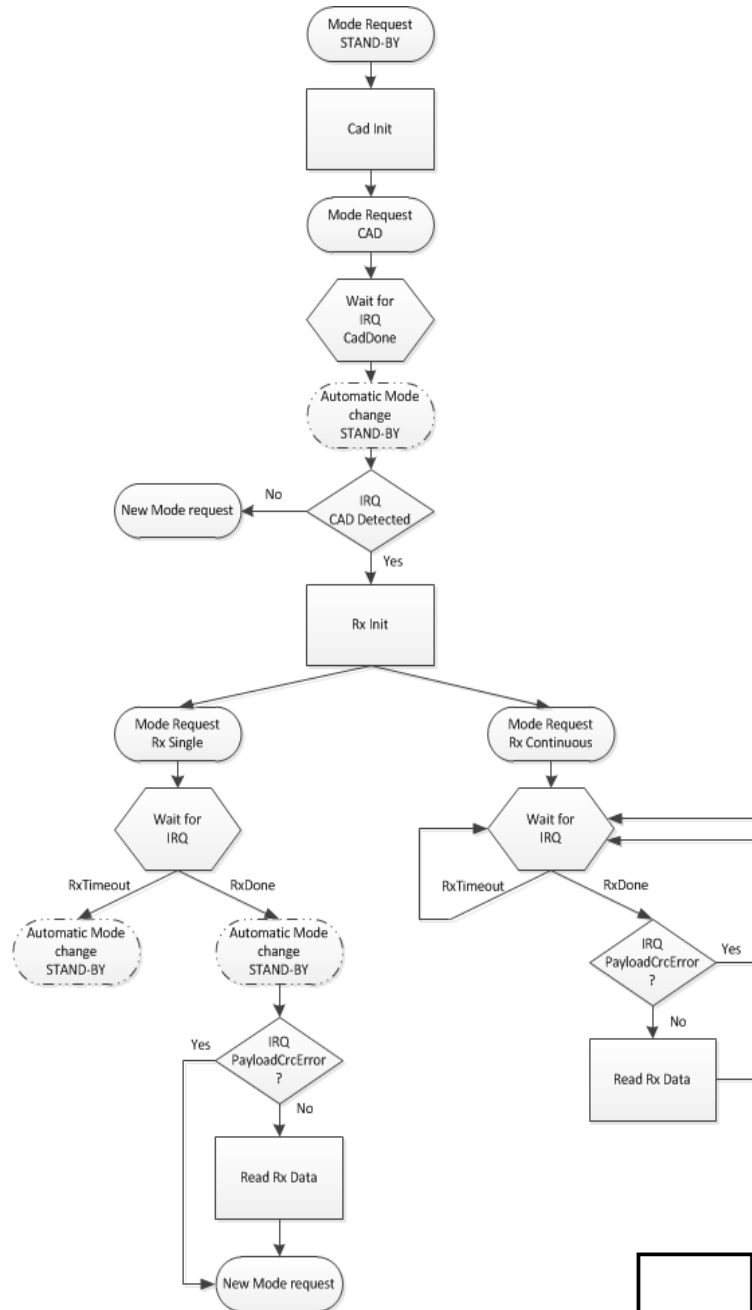 Mode Request
STAND-BY
Cad Init
Mode Request
CAD
Wait for
IRQ
CadDone
Automatic Mode
change
STAND-BY
No
New Mode request
IRQ
CAD Detected
Yes
Rx Init
Mode Request
Rx Single
Mode Request
Rx Continuous
Wait for
IRQ
Wait for
IRQ
RxTimeout
RxDone
RxTimeout
RxDone
Automatic Mode
change
STAND-BY
Automatic Mode
change
STAND-BY
IRQ
PayloadCrcError
?
Yes
No
Read Rx Data
Yes
IRQ
PayloadCrcError
?
No
Read Rx Data
New Mode request